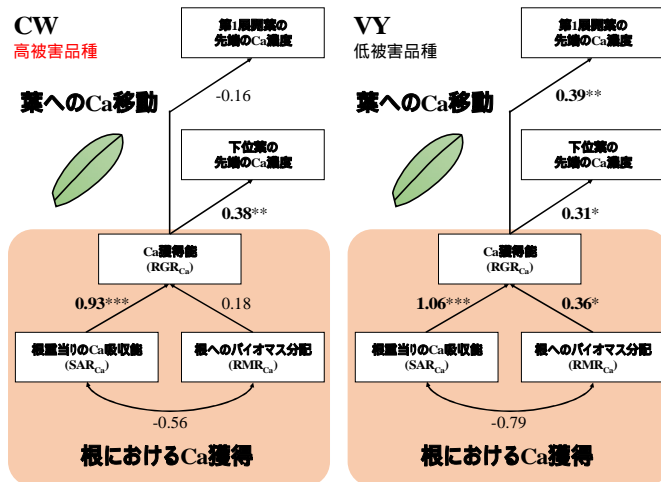 CW
高被害品種
第1展開葉の
先端のCa濃度
葉へのCa移動
-0.16
下位葉の
先端のCa濃度
0.38**
Ca獲得能
(RGRCa)
0.93***
0.18
根重当りのCa吸収能
(SARCa)
根へのバイオマス分配
(RMRCa)
-0.56
根におけるCa獲得
VY
低被害品種
第1展開葉の
先端のCa濃度
葉へのCa移動
0.39**
下位葉の
先端のCa濃度
0.31*
Ca獲得能
(RGRCa)
1.06***
0.36*
根重当りのCa吸収能
(SARCa)
根へのバイオマス分配
(RMRCa)
-0.79
根におけるCa獲得